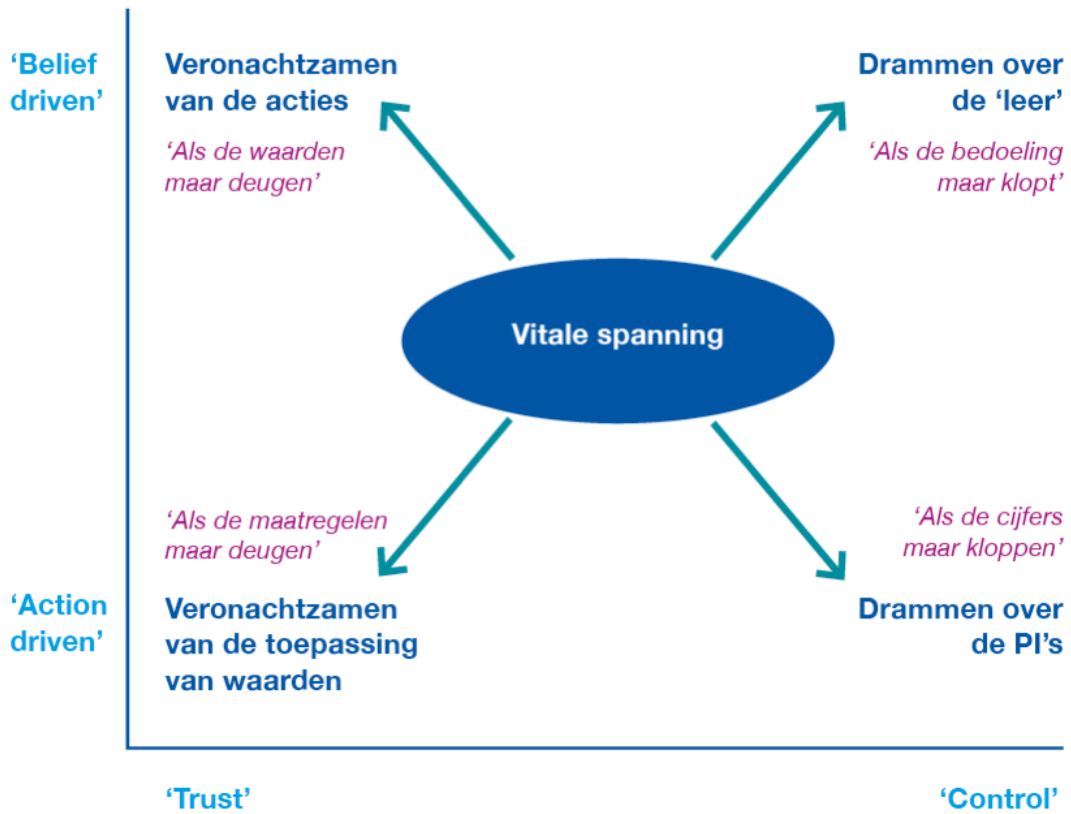 ‘Belief
driven’
Veronachtzamen
van de acties
‘Als de waarden
maar deugen’
Drammen over
de ‘leer’
‘Als de bedoeling
maar klopt’
Vitale spanning
‘Als de maatregelen
maar deugen’
‘Als de cijfers
maar kloppen’
‘Action
driven’
Veronachtzamen
van de toepassing
van waarden
Drammen over
de PI’s
‘Trust’
‘Control’